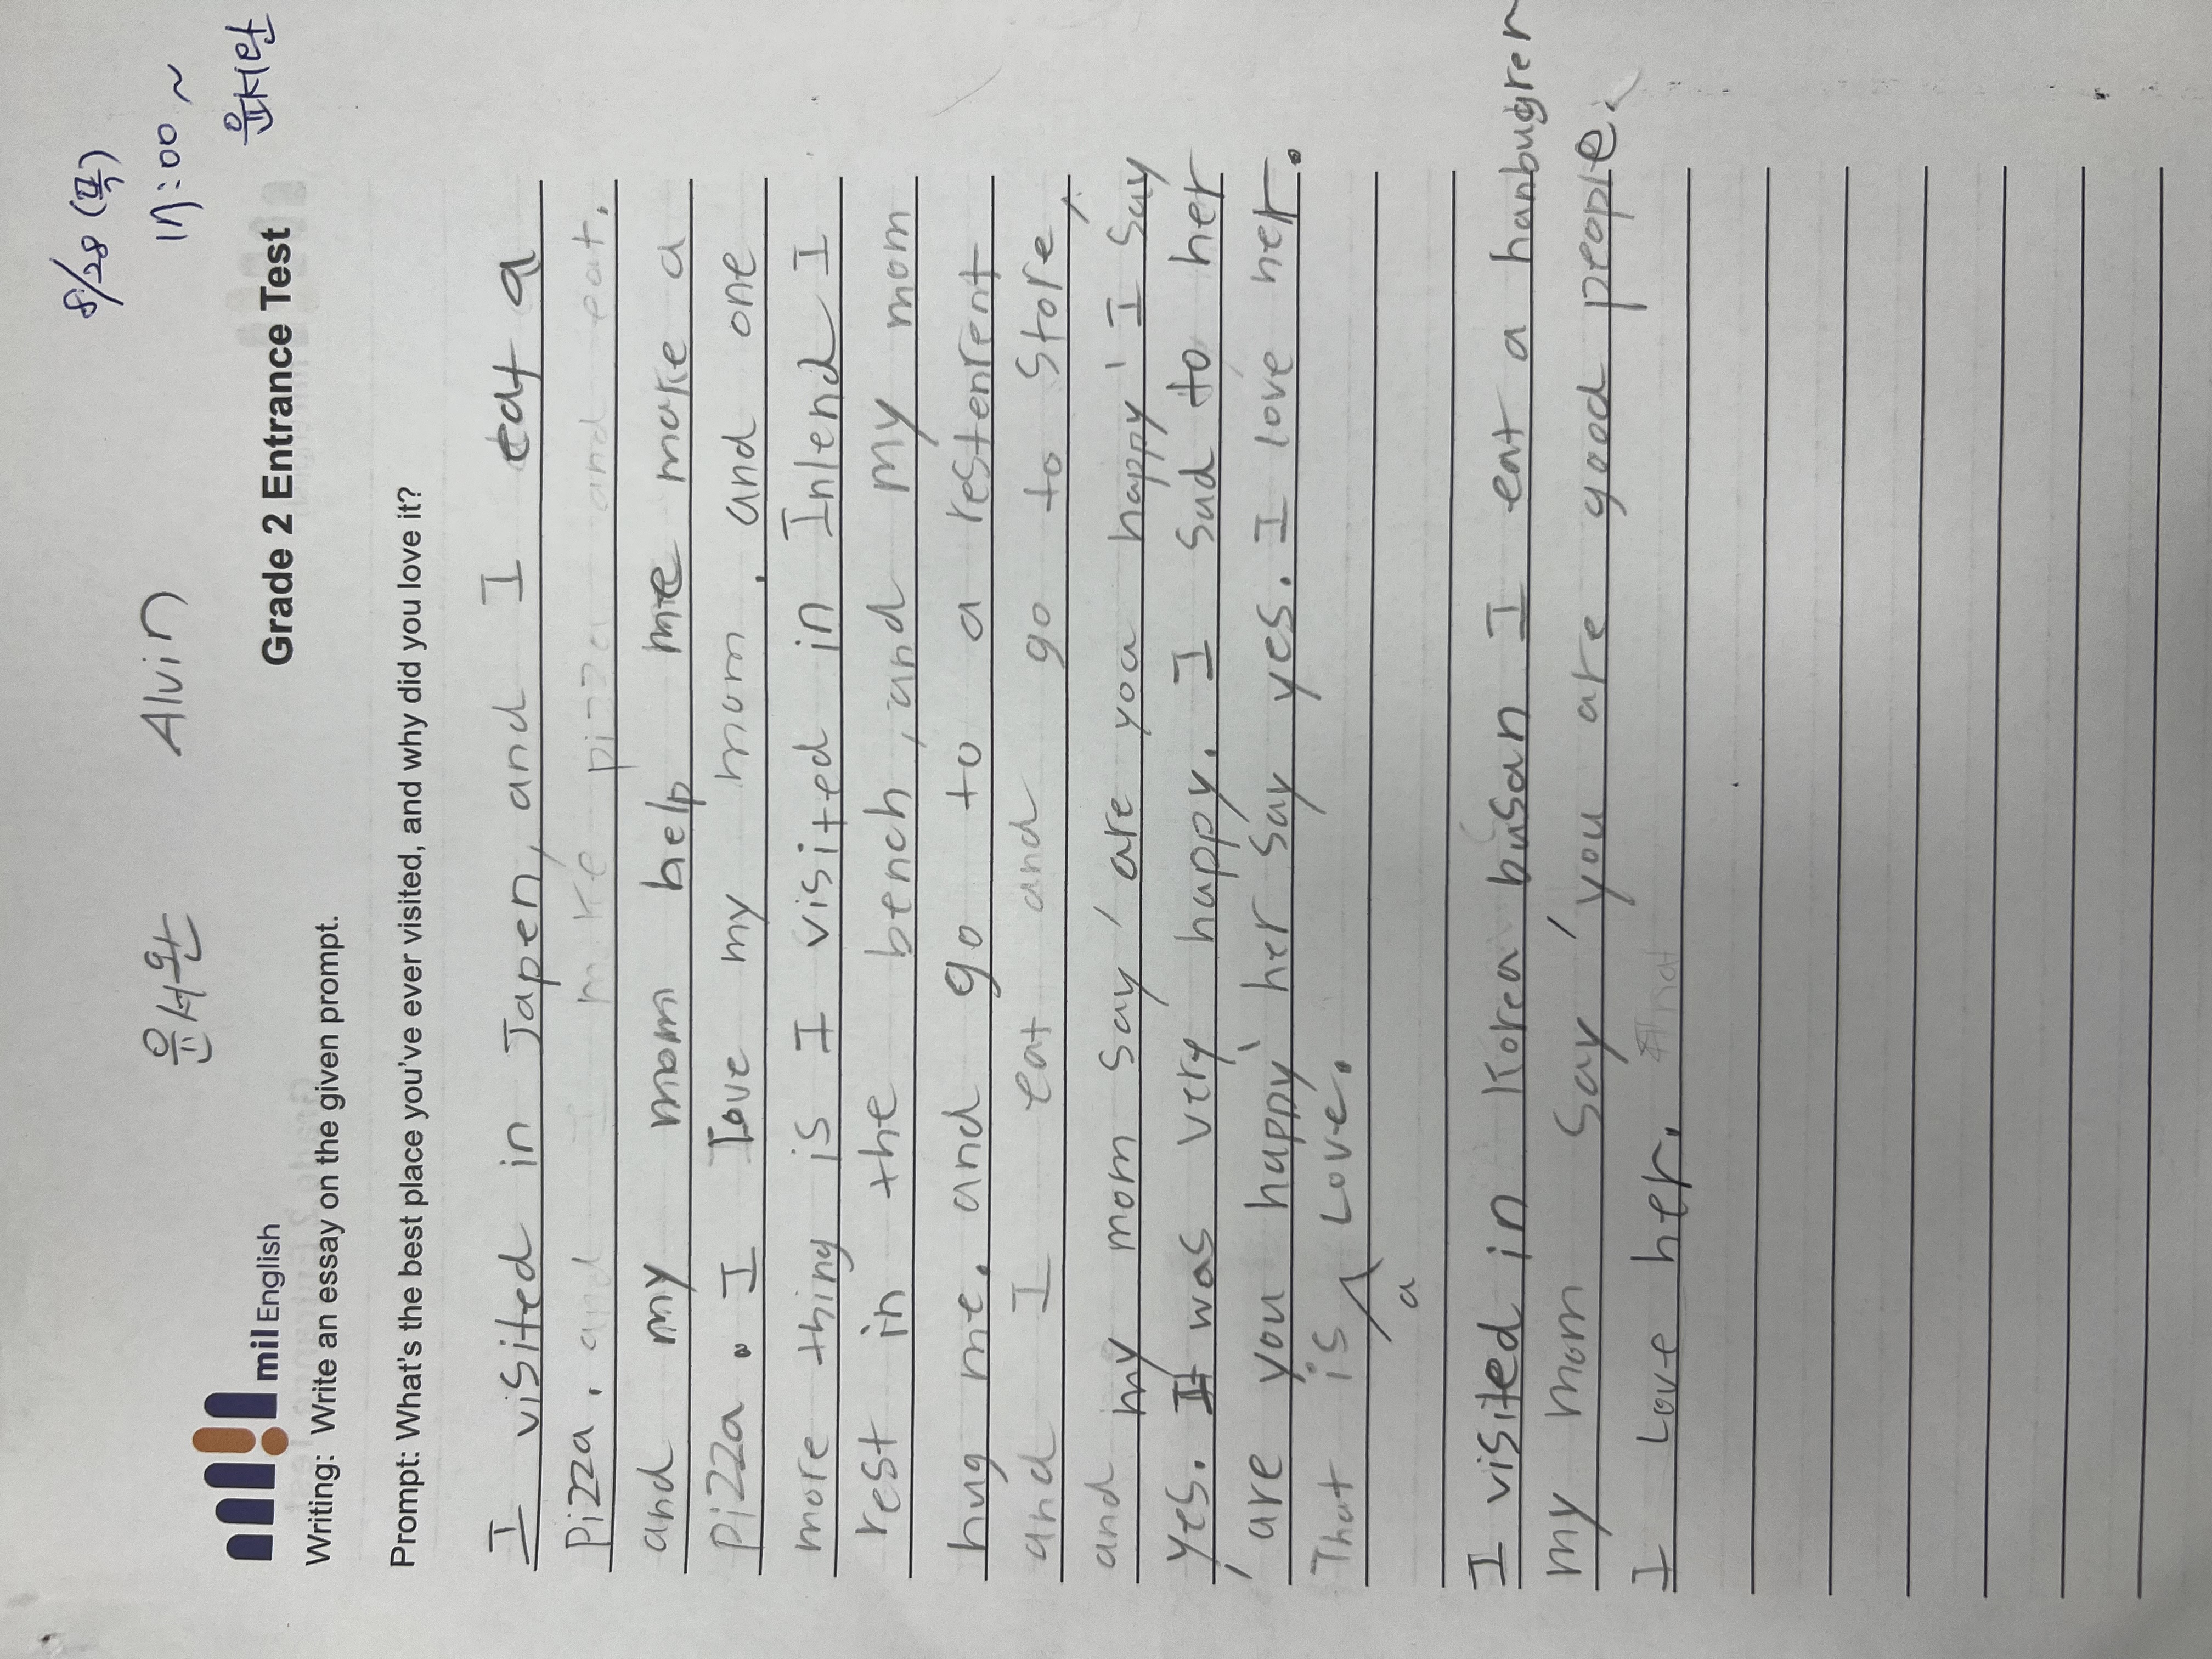 8/28 (목)
윤서완 Alvin
17:00 ~
윤서완
mil English
Grade 2 Entrance Test
Writing: Write an essay on the given prompt.
Prompt: What's the best place you've ever visited, and why did you love it?
I visited in Japen, and I eat a
pizza. and I make pizza and eat.
and my mom help me make a
pizza. I love my mom. and one
more thing is I visited in Inlend I
rest in the bench, and my mom
hug me. and go to a restenrent
and I eat and go to Store,
and my mom say ' are you happy ' I say
yes. It was very happy. I sad to her
' are you happy ' her say yes. I love her.
That is Love.
a
I visited in Korea busan I eat a hanbugrer
my mom say ' you are good people.
I Love her. That